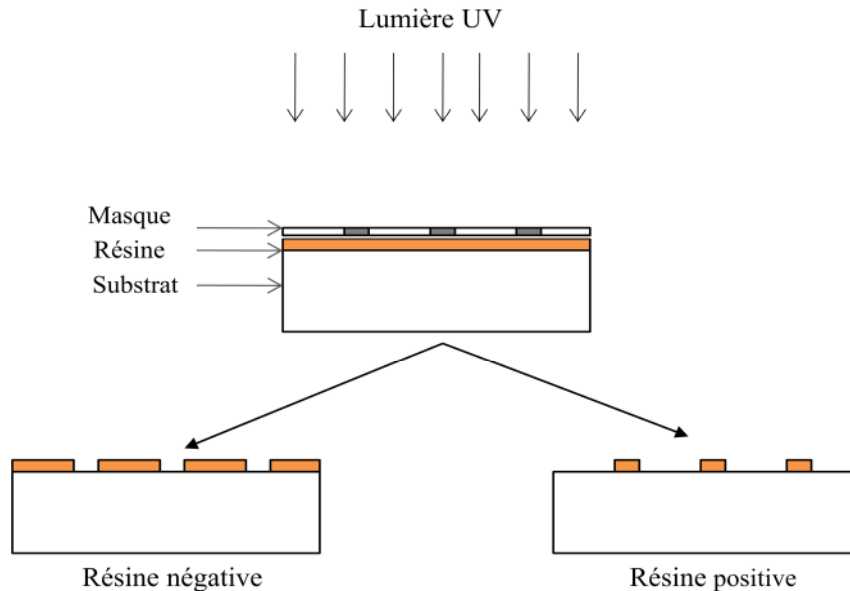 Lumière UV
Masque
Résine
Substrat
Résine négative
Résine positive